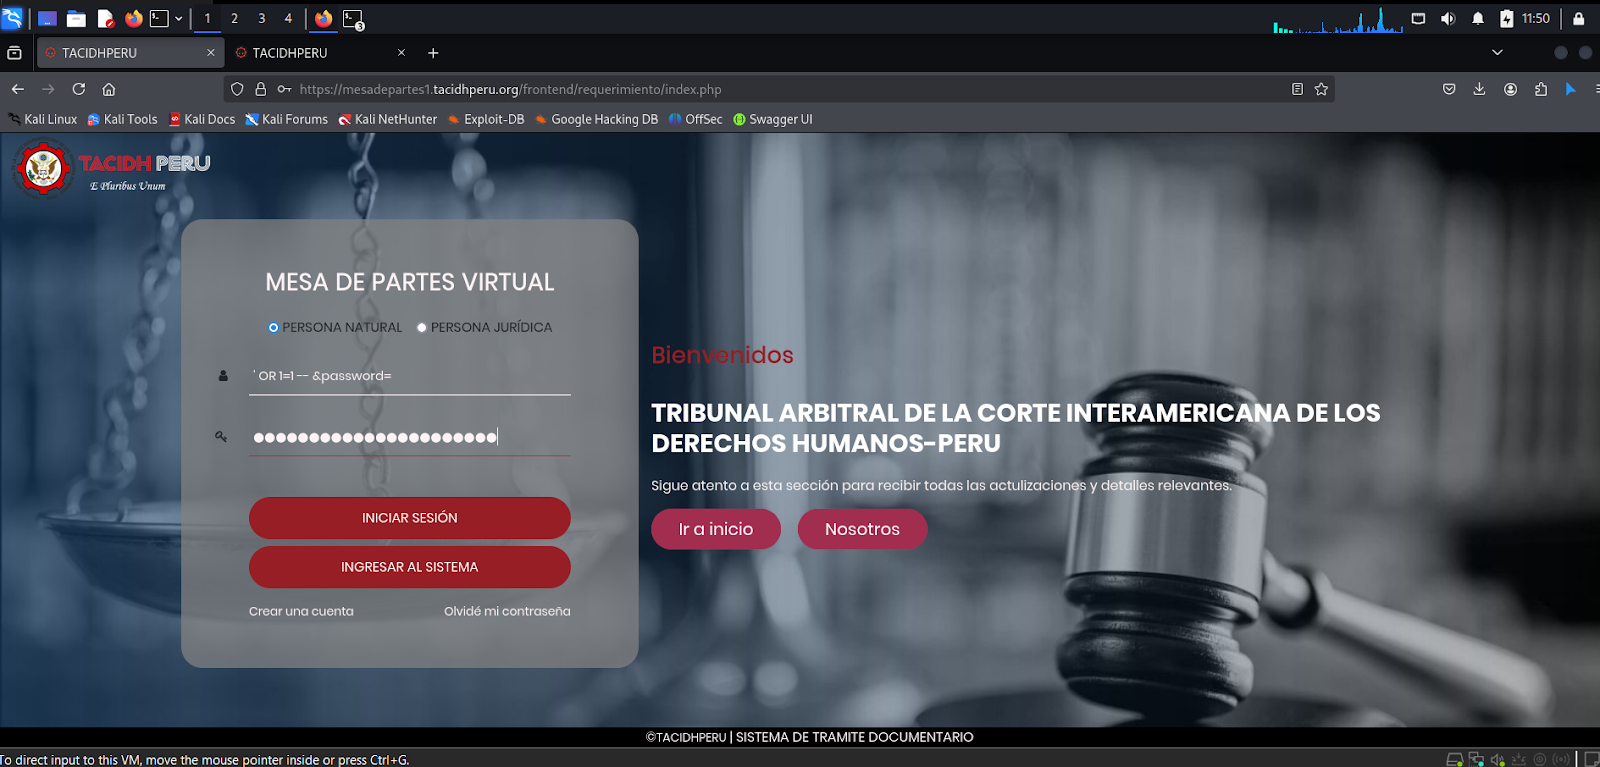 1 2 3 4
3
11:50
TACIDHPERU
TACIDHPERU
https://mesadepartes1.tacidhperu.org/frontend/requerimiento/index.php
Kali Linux Kali Tools Kali Docs Kali Forums Kali NetHunter Exploit-DB Google Hacking DB OffSec Swagger UI
TACIDH PERU
E Pluribus Unum
MESA DE PARTES VIRTUAL
PERSONA NATURAL PERSONA JURÍDICA
' OR 1=1 -- &password=
INICIAR SESIÓN
INGRESAR AL SISTEMA
Crear una cuenta Olvidé mi contraseña
Bienvenidos
TRIBUNAL ARBITRAL DE LA CORTE INTERAMERICANA DE LOS
DERECHOS HUMANOS-PERU
Sigue atento a esta sección para recibir todas las actulizaciones y detalles relevantes.
Ir a inicio Nosotros
©TACIDHPERU | SISTEMA DE TRAMITE DOCUMENTARIO
To direct input to this VM, move the mouse pointer inside or press Ctrl+G.